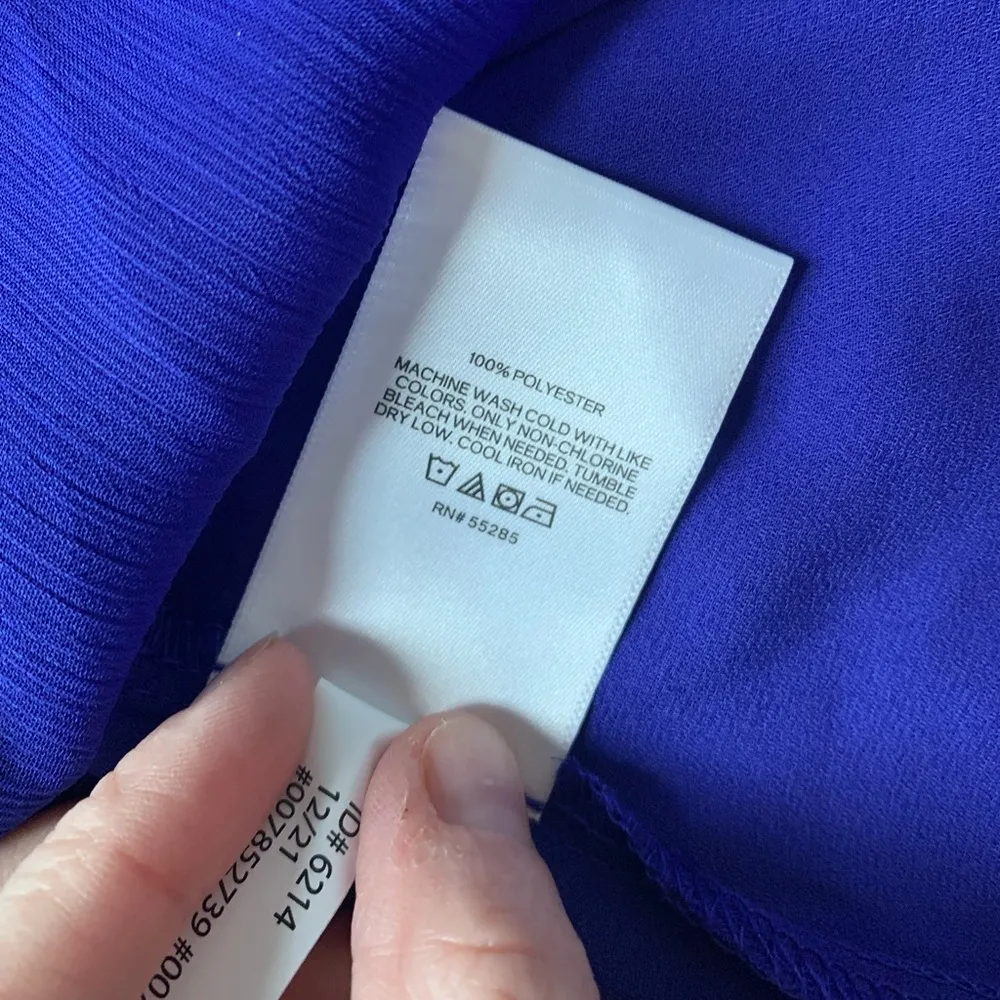 100% POLYESTER
MACHINE WASH COLD WITH LIKE
COLORS. ONLY NON-CHLORINE
BLEACH WHEN NEEDED. TUMBLE
DRY LOW. COOL IRON IF NEEDED.
RN# 55285
ID# 6214
12/21
#007852739 #00